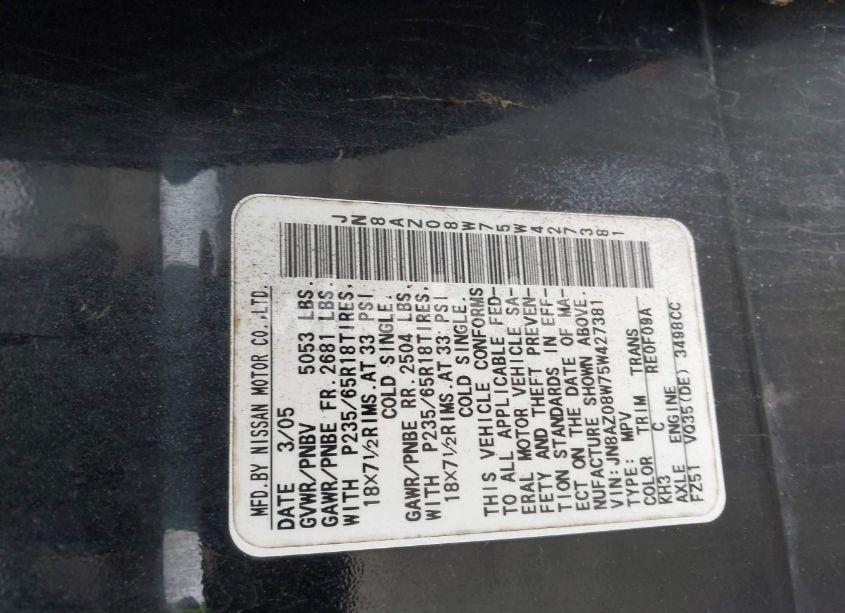 JN8AZ08W75W427381
MFD.BY NISSAN MOTOR CO.,LTD.
DATE 3/05
GVWR/PNBV 5053 LBS.
GAWR/PNBE FR.2681 LBS.
WITH P235/65R18TIRES,
18X71/2RIMS.AT 33 PSI
COLD SINGLE.
GAWR/PNBE RR.2504 LBS.
WITH P235/65R18TIRES,
18X71/2RIMS.AT 33 PSI
COLD SINGLE.
THIS VEHICLE CONFORMS
TO ALL APPLICABLE FED-
ERAL MOTOR VEHICLE SA-
FETY AND THEFT PREVEN-
TION STANDARDS IN EFF-
ECT ON THE DATE OF MA-
NUFACTURE SHOWN ABOVE.
VIN:JN8AZ08W75W427381
TYPE: MPV
COLOR TRIM TRANS
KH3 C RE0F09A
AXLE ENGINE
FZ51 VQ35(DE) 3498CC